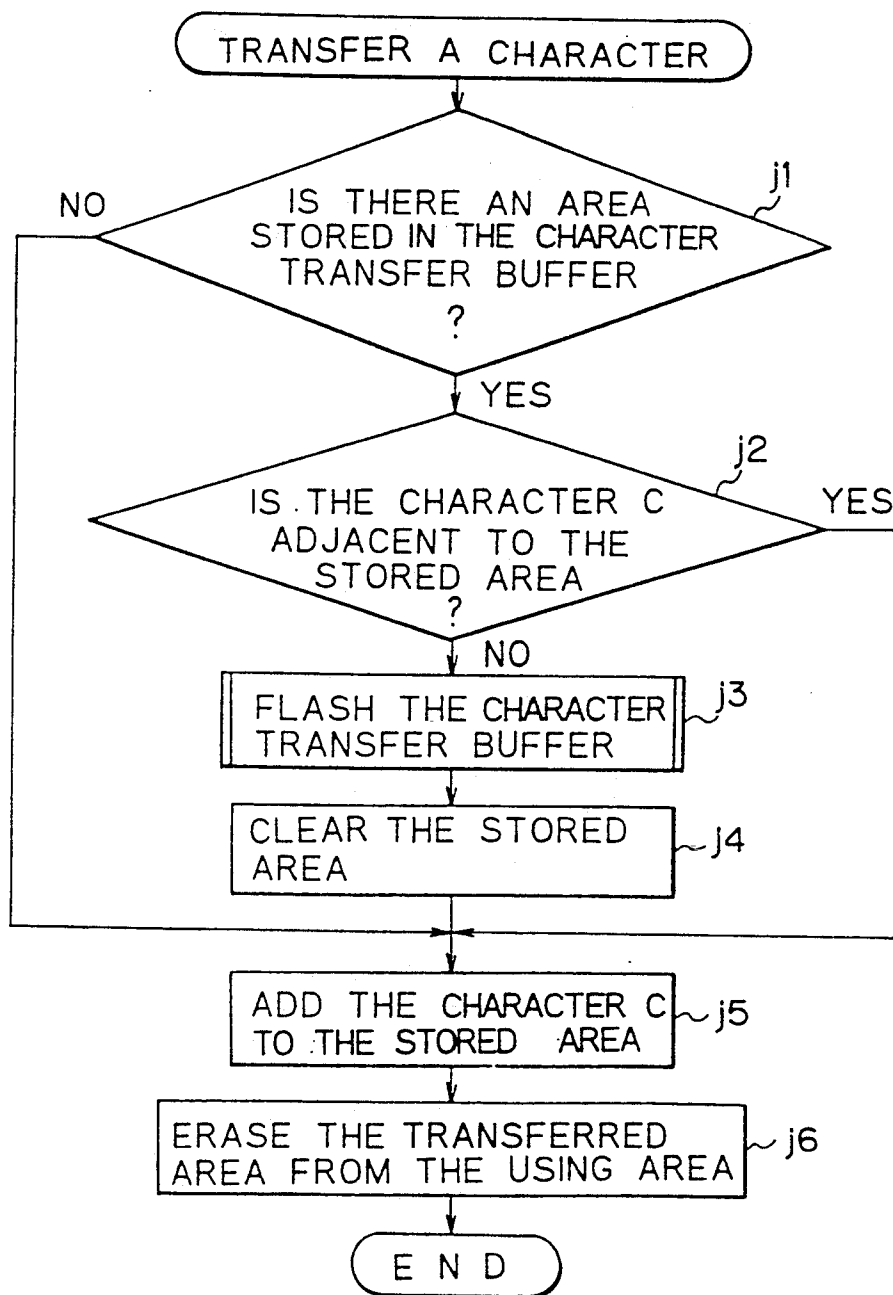 TRANSFER A CHARACTER
j1
NO
IS THERE AN AREA
STORED IN THE CHARACTER
TRANSFER BUFFER
?
YES
j2
YES
IS THE CHARACTER C
ADJACENT TO THE
STORED AREA
?
NO
j3
FLASH THE CHARACTER
TRANSFER BUFFER
CLEAR THE STORED
AREA
j4
ADD THE CHARACTER C
TO THE STORED AREA
j5
ERASE THE TRANSFERRED
AREA FROM THE USING AREA
j6
END